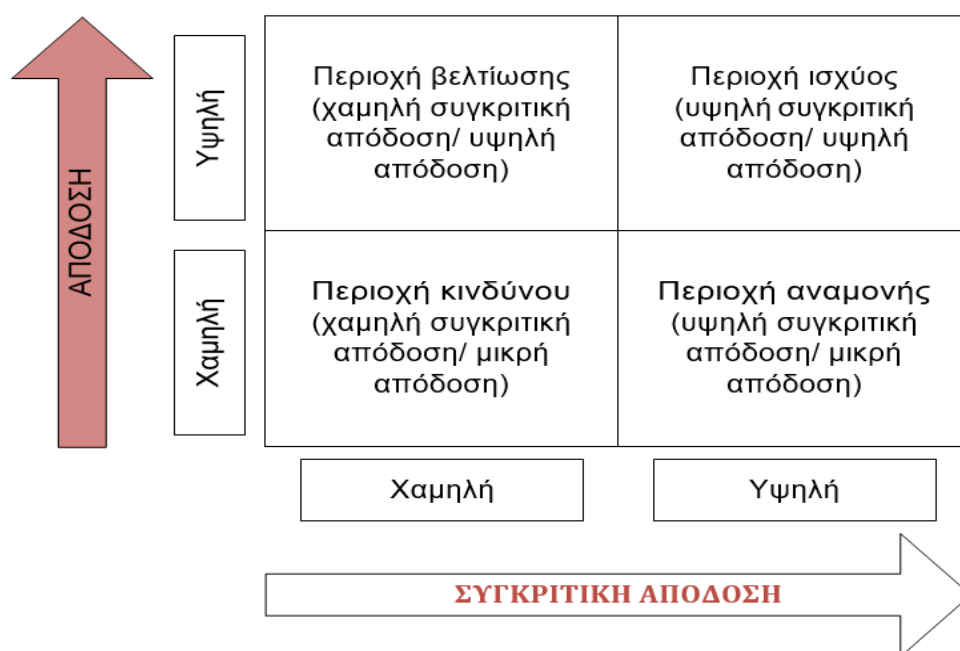 ΑΠΟΔΟΣΗ
Υψηλή
Περιοχή βελτίωσης
(χαμηλή συγκριτική
απόδοση/ υψηλή
απόδοση)
Περιοχή ισχύος
(υψηλή συγκριτική
απόδοση/ υψηλή
απόδοση)
Χαμηλή
Περιοχή κινδύνου
(χαμηλή συγκριτική
απόδοση/ μικρή
απόδοση)
Περιοχή αναμονής
(υψηλή συγκριτική
απόδοση/ μικρή
απόδοση)
Χαμηλή
Υψηλή
ΣΥΓΚΡΙΤΙΚΗ ΑΠΟΔΟΣΗ